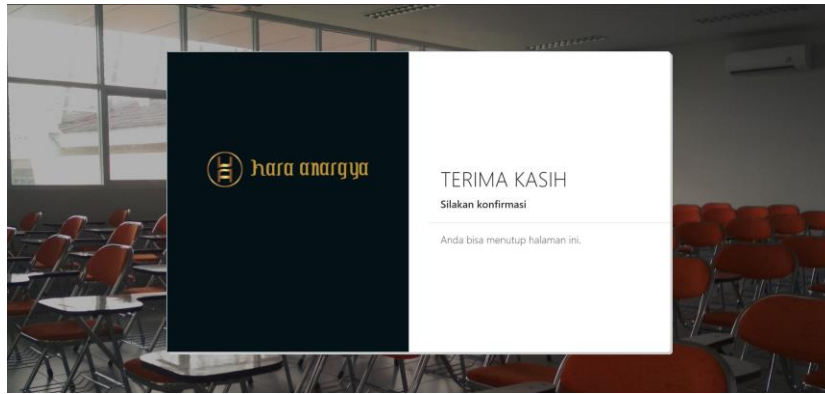 hara anargya
TERIMA KASIH
Silakan konfirmasi
Anda bisa menutup halaman ini.